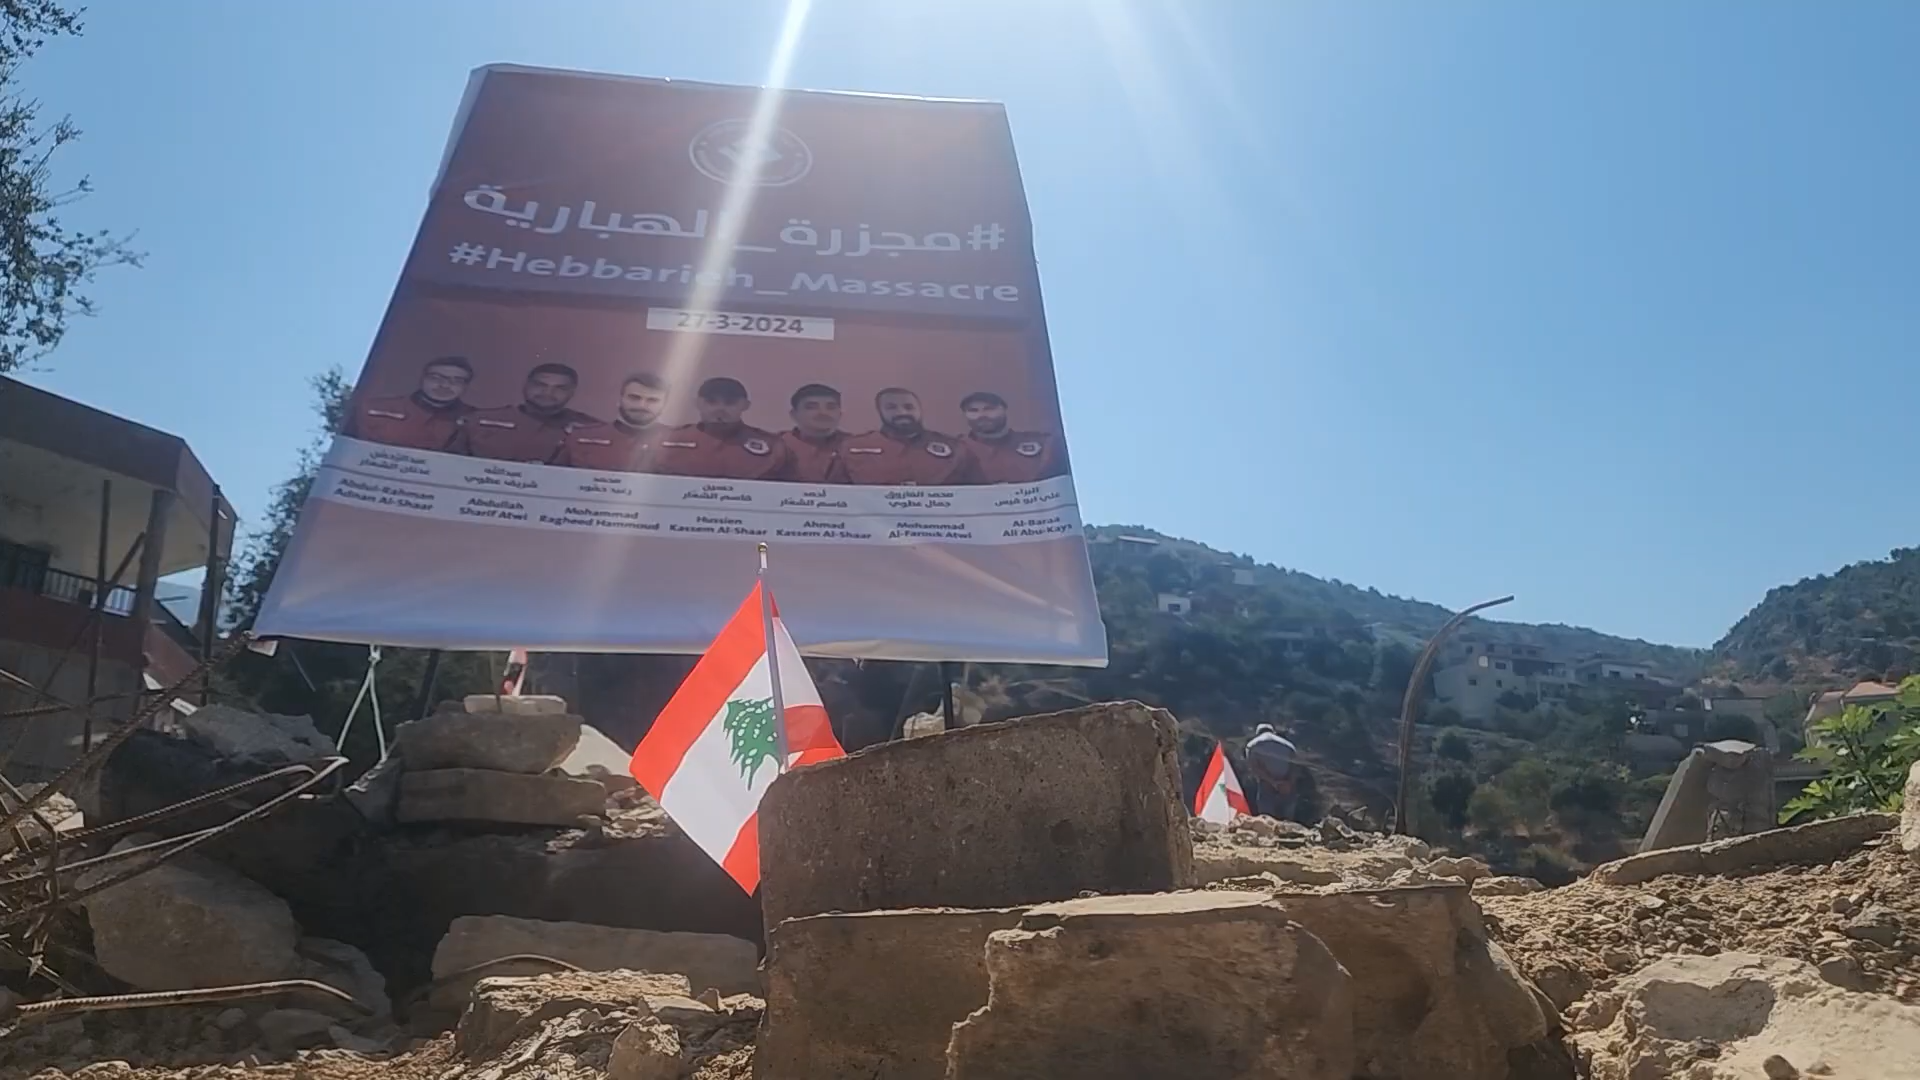 #مجزرة_الهبارية
#Hebbarieh_Massacre
27-3-2024
عبدالرحمن
عدنان الشعار
Abdul-Rahman
Adnan Al-Shaar
عبدالله
شريف عطوي
Abdullah
Sharif Atwi
محمد
رغيد حمود
Mohammad
Ragheed Hammoud
حسين
قاسم الشعار
Hussien
Kassem Al-Shaar
أحمد
قاسم الشعار
Ahmad
Kassem Al-Shaar
محمد الفاروق
جمال عطوي
Mohammad
Al-Farouk Atwi
البراء
علي ابو قيس
Al-Baraa
Ali Abu-Kays